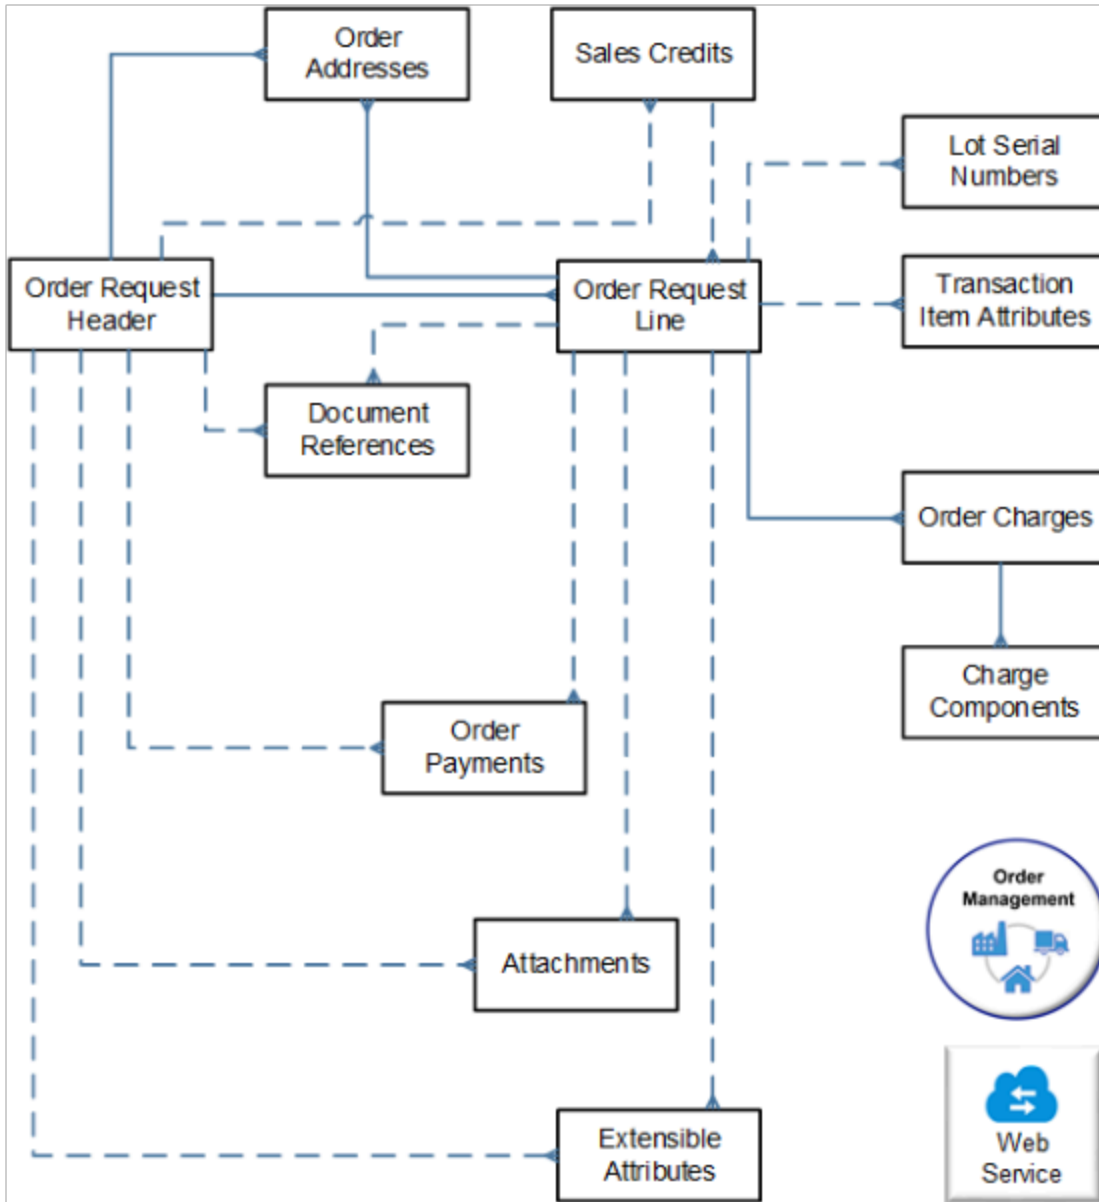 Order
Addresses
Sales Credits
Lot Serial
Numbers
Order Request
Header
Order Request
Line
Transaction
Item Attributes
Document
References
Order Charges
Charge
Components
Order
Payments
Order
Management
Attachments
Web
Service
Extensible
Attributes